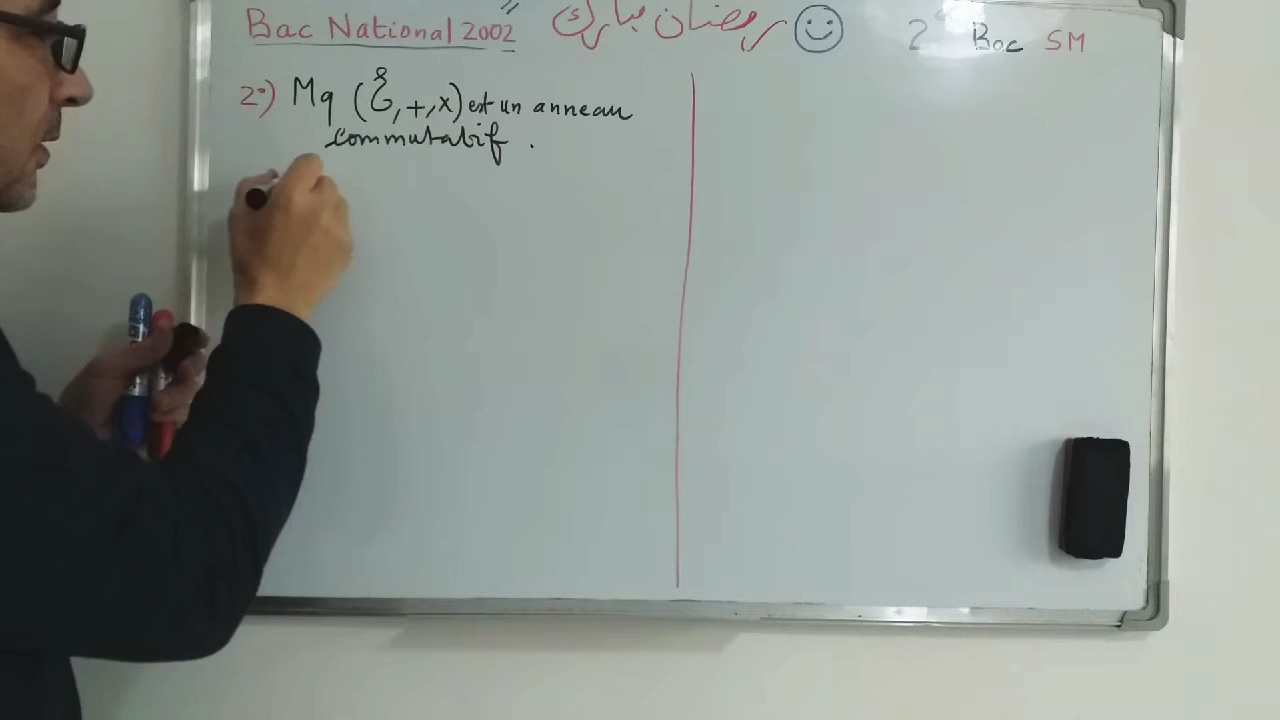 Bac National 2002 رمضان مبارك 2 Bac SM
2°) Mq (ξ, +, x) est un anneau
commutatif .